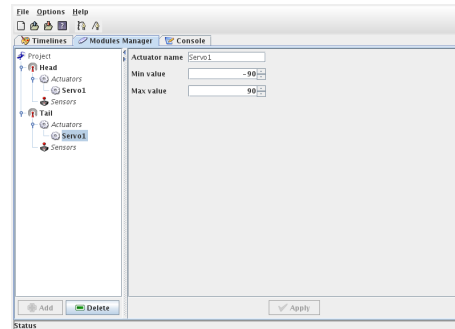 File Options Help
Timelines Modules Manager Console
Project
Head
Actuators
Servo1
Sensors
Tail
Actuators
Servo1
Sensors
Actuator name Servo1
Min value -90
Max value 90
Add Delete Apply
Status